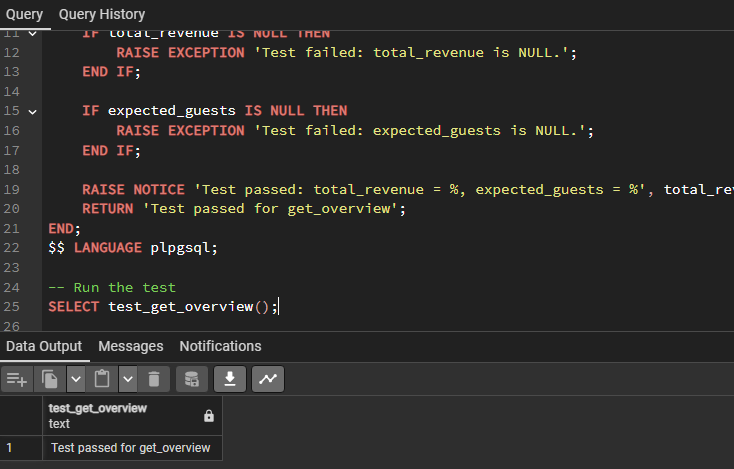 Query Query History
11 IF total_revenue IS NULL THEN
12 RAISE EXCEPTION 'Test failed: total_revenue is NULL.';
13 END IF;
14
15 IF expected_guests IS NULL THEN
16 RAISE EXCEPTION 'Test failed: expected_guests is NULL.';
17 END IF;
18
19 RAISE NOTICE 'Test passed: total_revenue = %, expected_guests = %', total_re
20 RETURN 'Test passed for get_overview';
21 END;
22 $$ LANGUAGE plpgsql;
23
24 -- Run the test
25 SELECT test_get_overview();
26
Data Output Messages Notifications
test_get_overview
text
1 Test passed for get_overview